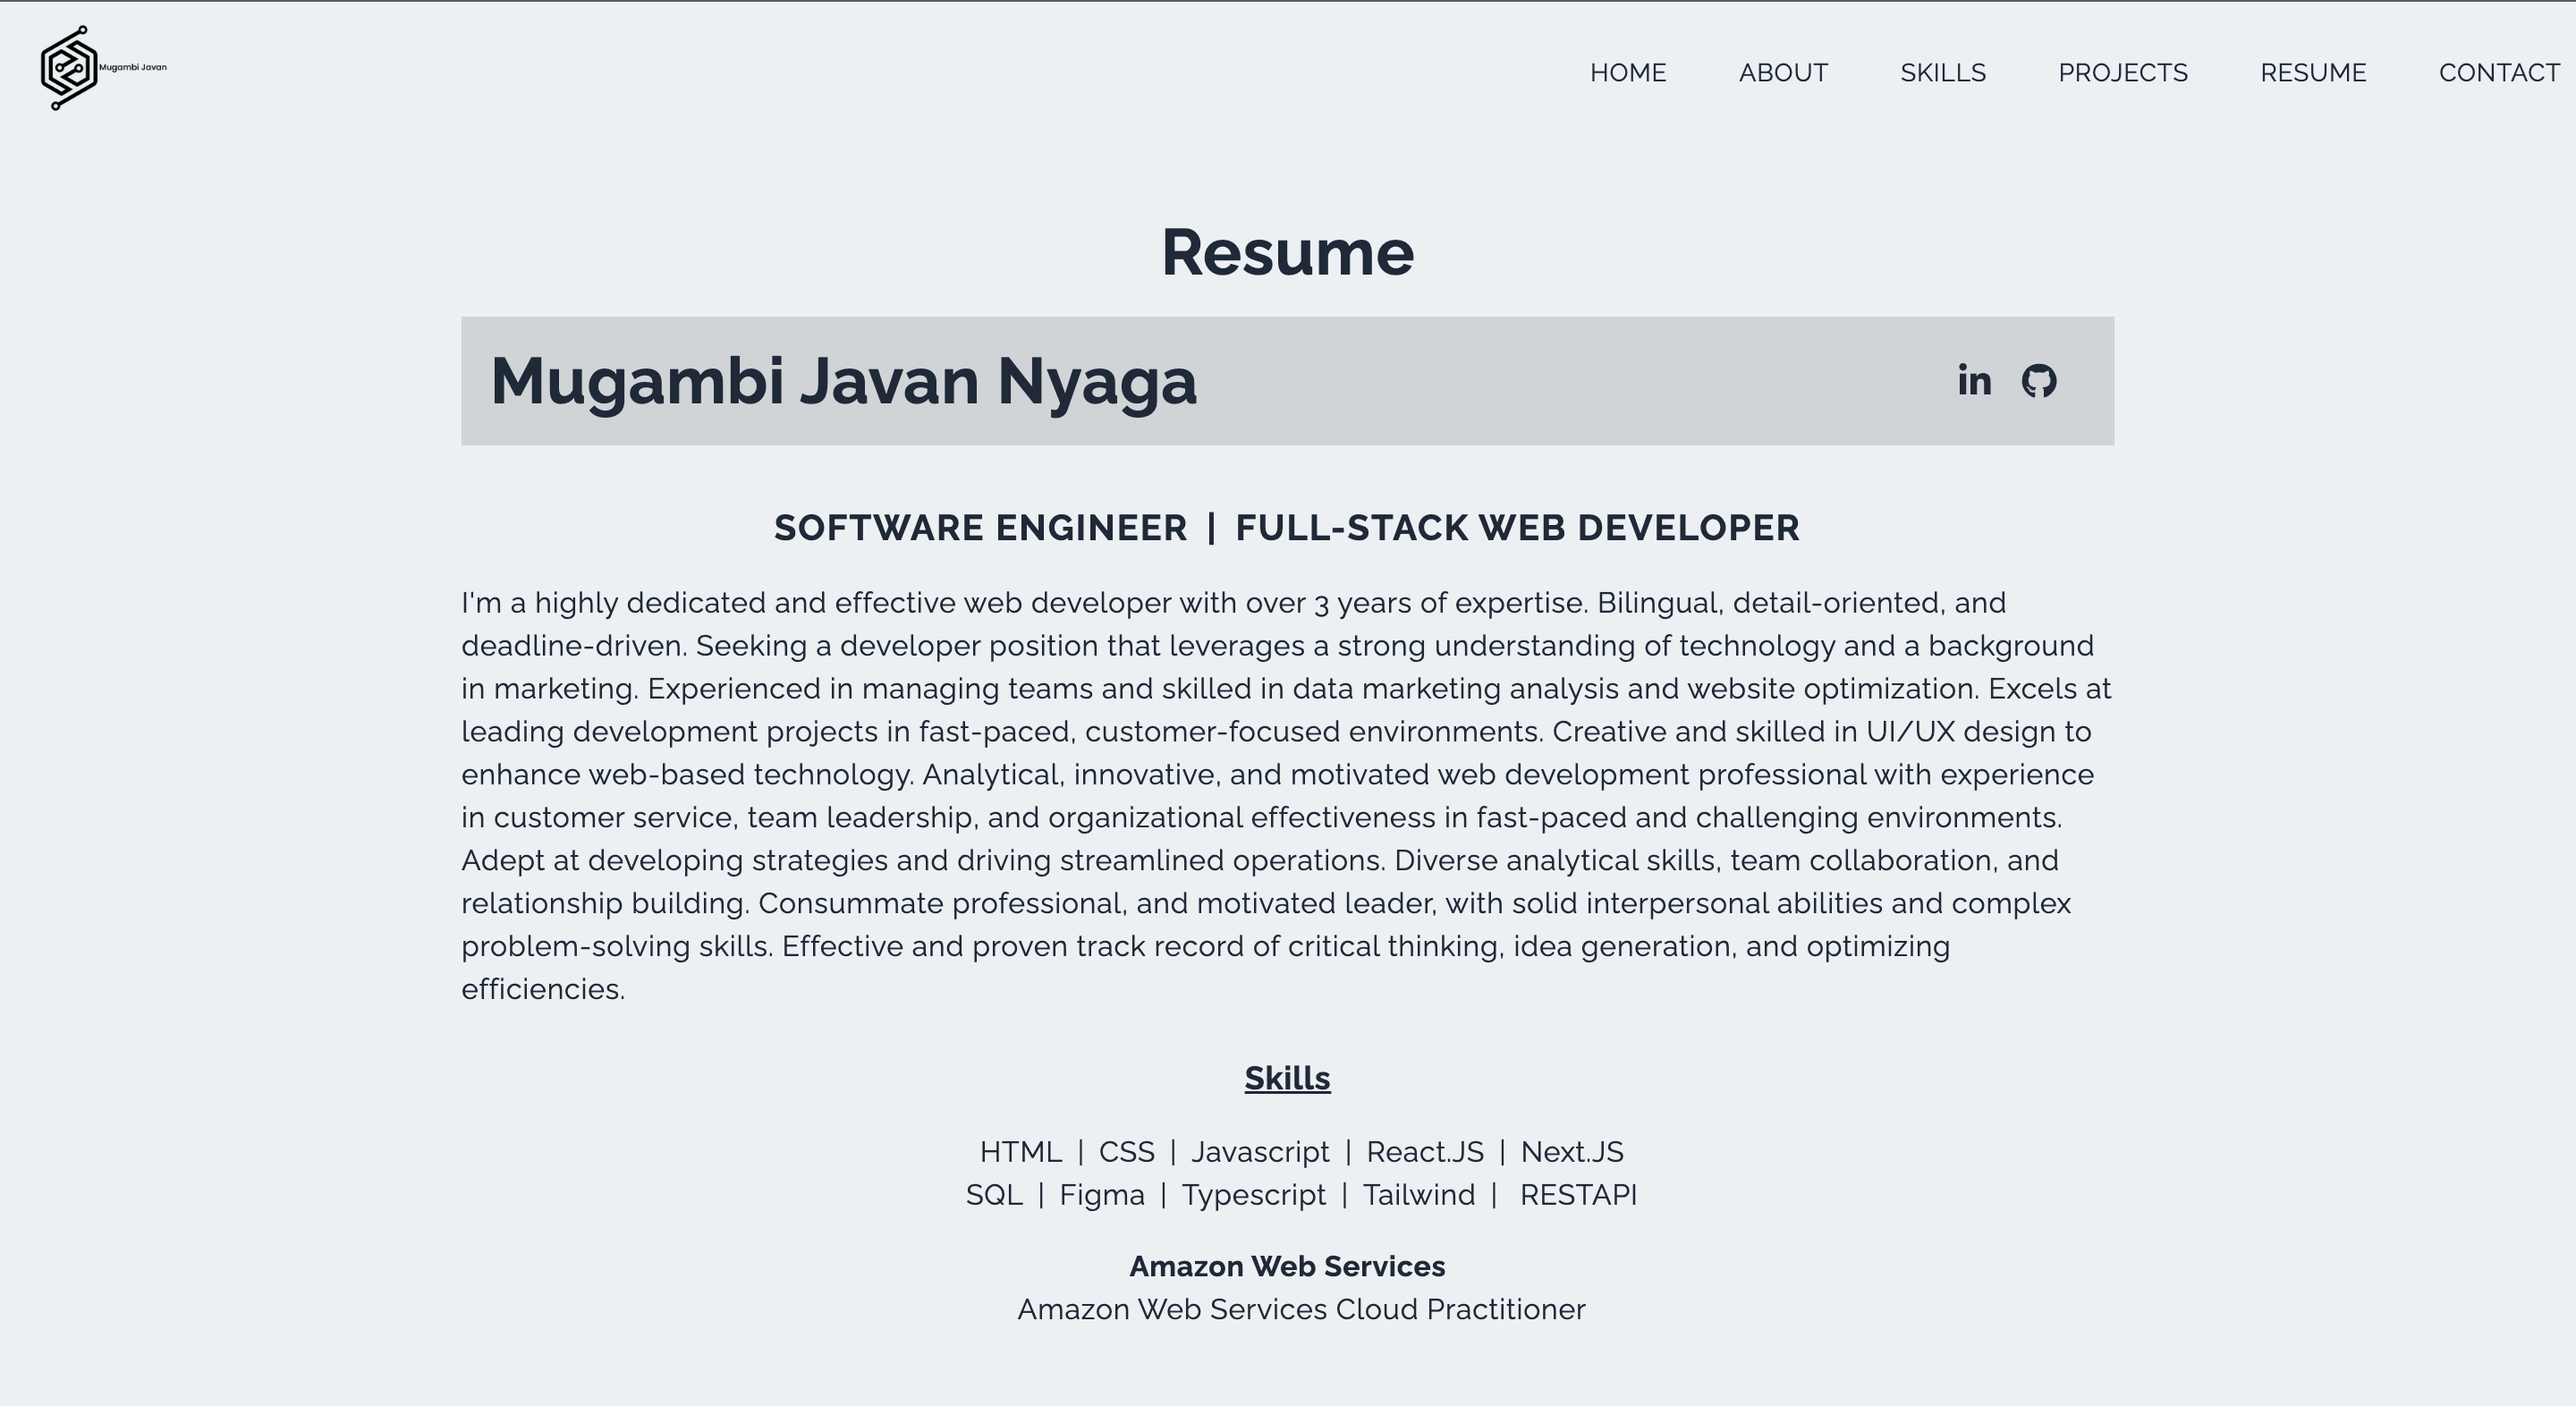 Mugambi Javan
HOME ABOUT SKILLS PROJECTS RESUME CONTACT
Resume
Mugambi Javan Nyaga
in
SOFTWARE ENGINEER | FULL-STACK WEB DEVELOPER
I'm a highly dedicated and effective web developer with over 3 years of expertise. Bilingual, detail-oriented, and
deadline-driven. Seeking a developer position that leverages a strong understanding of technology and a background
in marketing. Experienced in managing teams and skilled in data marketing analysis and website optimization. Excels at
leading development projects in fast-paced, customer-focused environments. Creative and skilled in UI/UX design to
enhance web-based technology. Analytical, innovative, and motivated web development professional with experience
in customer service, team leadership, and organizational effectiveness in fast-paced and challenging environments.
Adept at developing strategies and driving streamlined operations. Diverse analytical skills, team collaboration, and
relationship building. Consummate professional, and motivated leader, with solid interpersonal abilities and complex
problem-solving skills. Effective and proven track record of critical thinking, idea generation, and optimizing
efficiencies.
Skills
HTML | CSS | Javascript | React.JS | Next.JS
SQL | Figma | Typescript | Tailwind | RESTAPI
Amazon Web Services
Amazon Web Services Cloud Practitioner